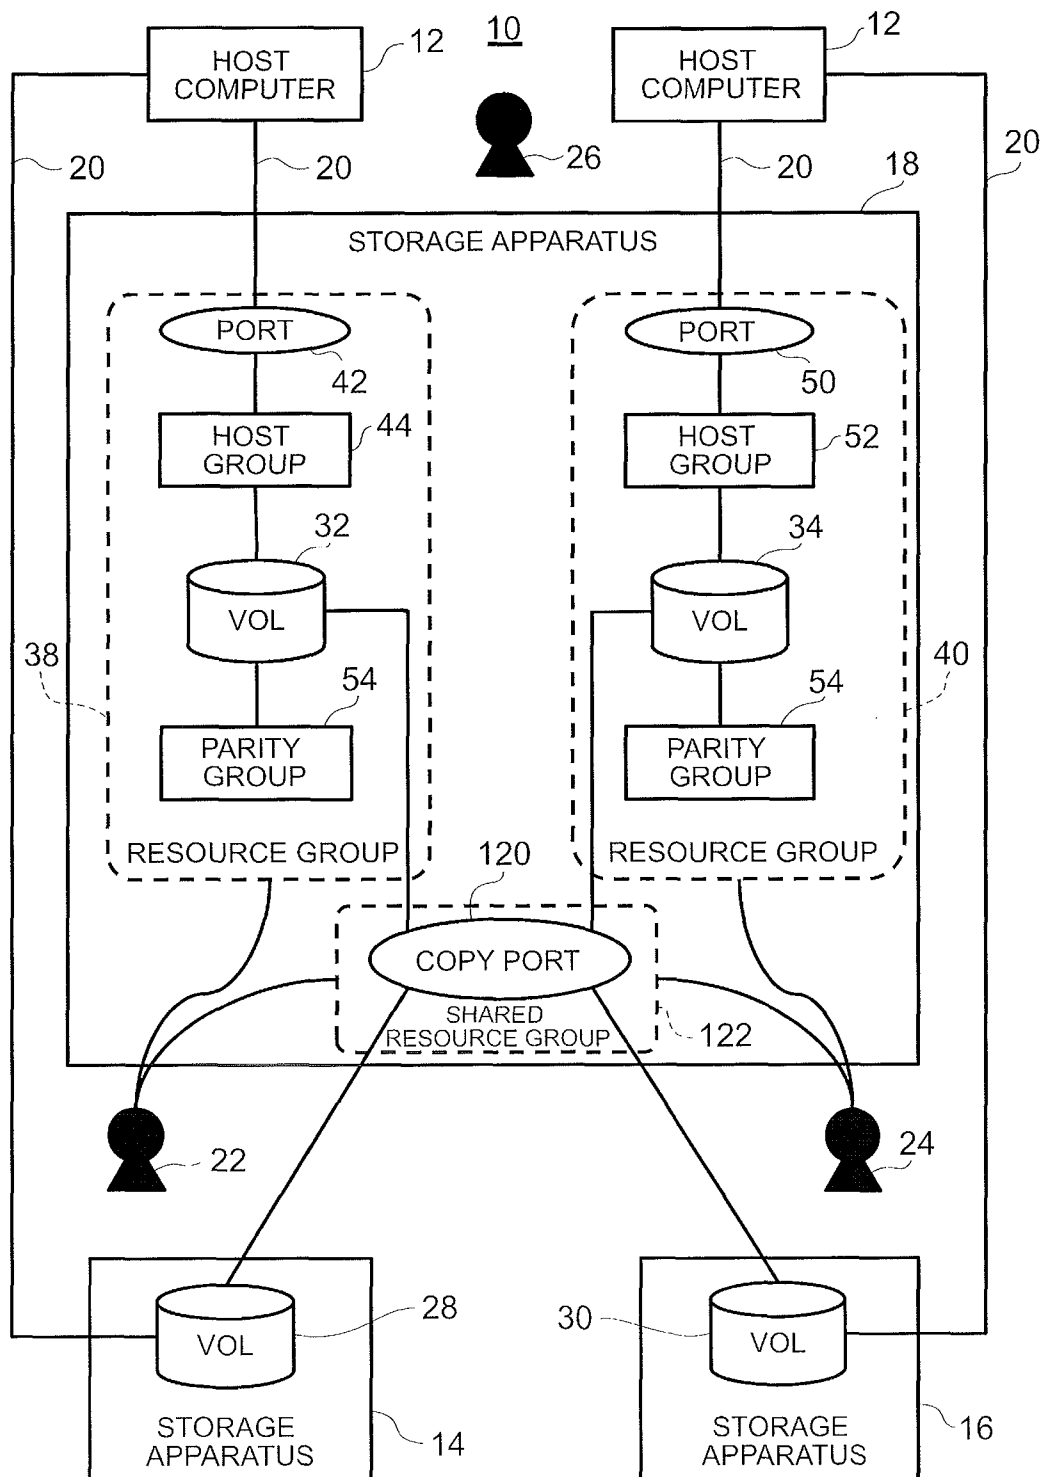 10
HOST
COMPUTER
12
HOST
COMPUTER
12
20
20
26
20
20
18
STORAGE APPARATUS
PORT
42
PORT
50
HOST
GROUP
44
HOST
GROUP
52
32
VOL
34
VOL
38
40
54
PARITY
GROUP
54
PARITY
GROUP
RESOURCE GROUP
RESOURCE GROUP
120
COPY PORT
SHARED
RESOURCE GROUP
122
22
24
VOL
28
30
VOL
STORAGE
APPARATUS
14
STORAGE
APPARATUS
16